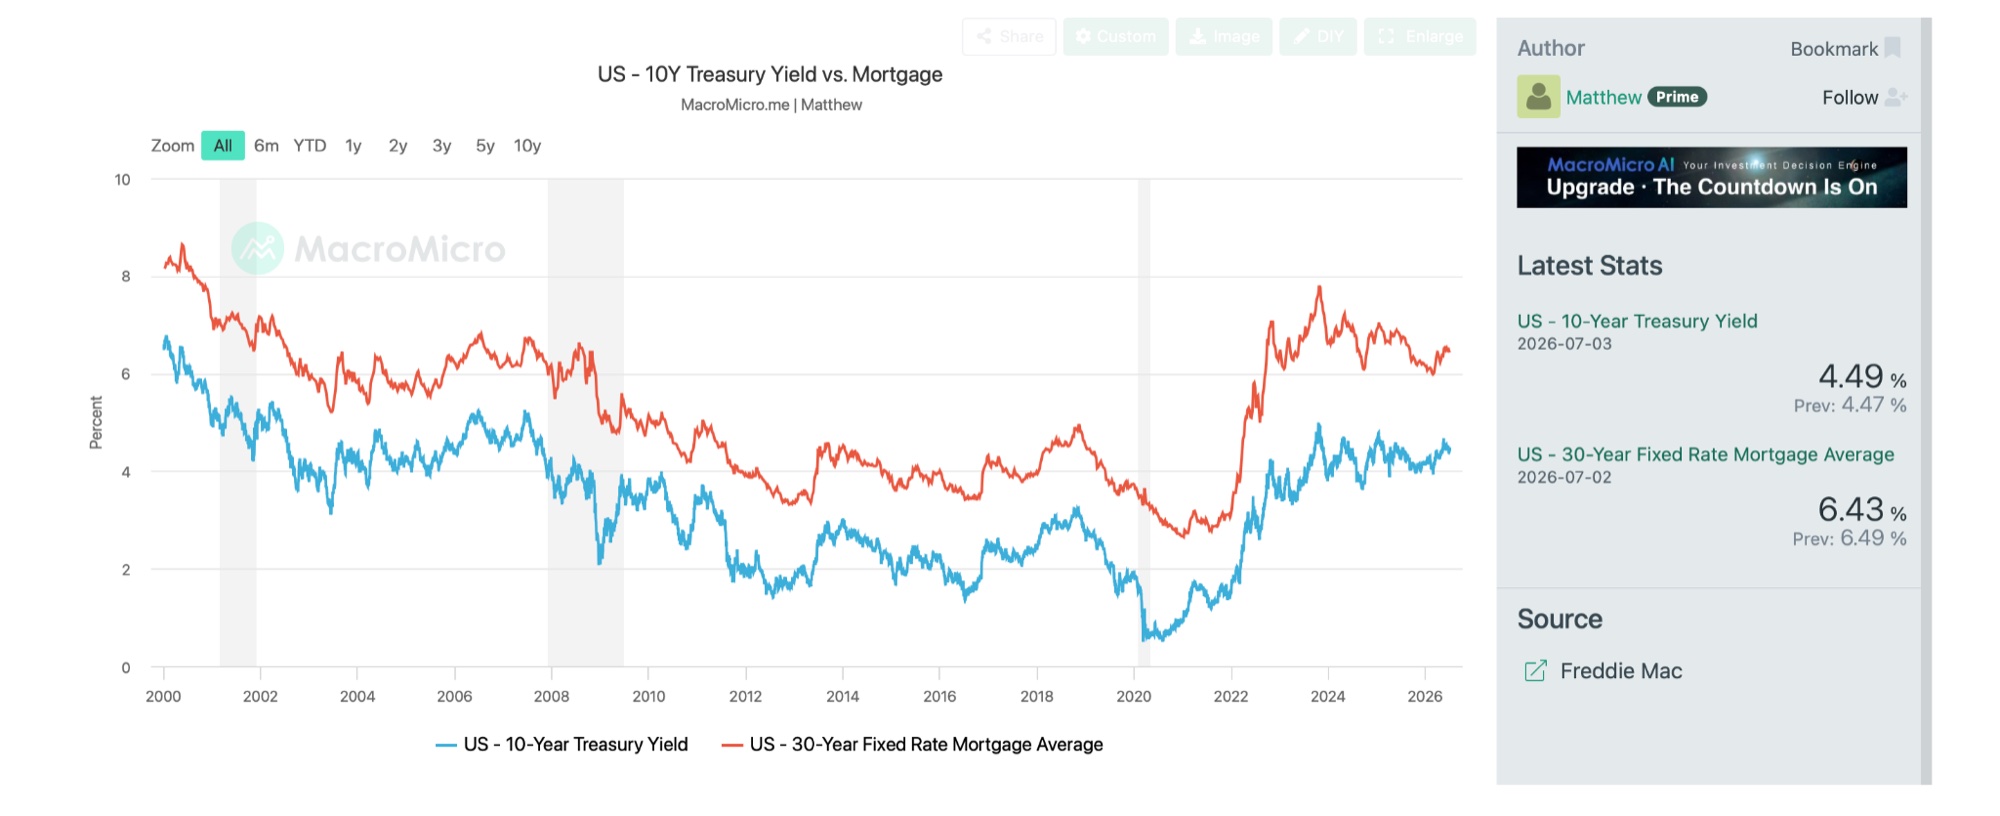 Share Custom Image DIY Enlarge
US - 10Y Treasury Yield vs. Mortgage
MacroMicro.me | Matthew
Zoom All 6m YTD 1y 2y 3y 5y 10y
MacroMicro
Percent
10
8
6
4
2
0
2000 2002 2004 2006 2008 2010 2012 2014 2016 2018 2020 2022 2024 2026
US - 10-Year Treasury Yield US - 30-Year Fixed Rate Mortgage Average
Author Bookmark
Matthew Prime Follow
MacroMicro AI Your Investment Decision Engine
Upgrade · The Countdown Is On
Latest Stats
US - 10-Year Treasury Yield
2026-07-03
4.49 %
Prev: 4.47 %
US - 30-Year Fixed Rate Mortgage Average
2026-07-02
6.43 %
Prev: 6.49 %
Source
Freddie Mac